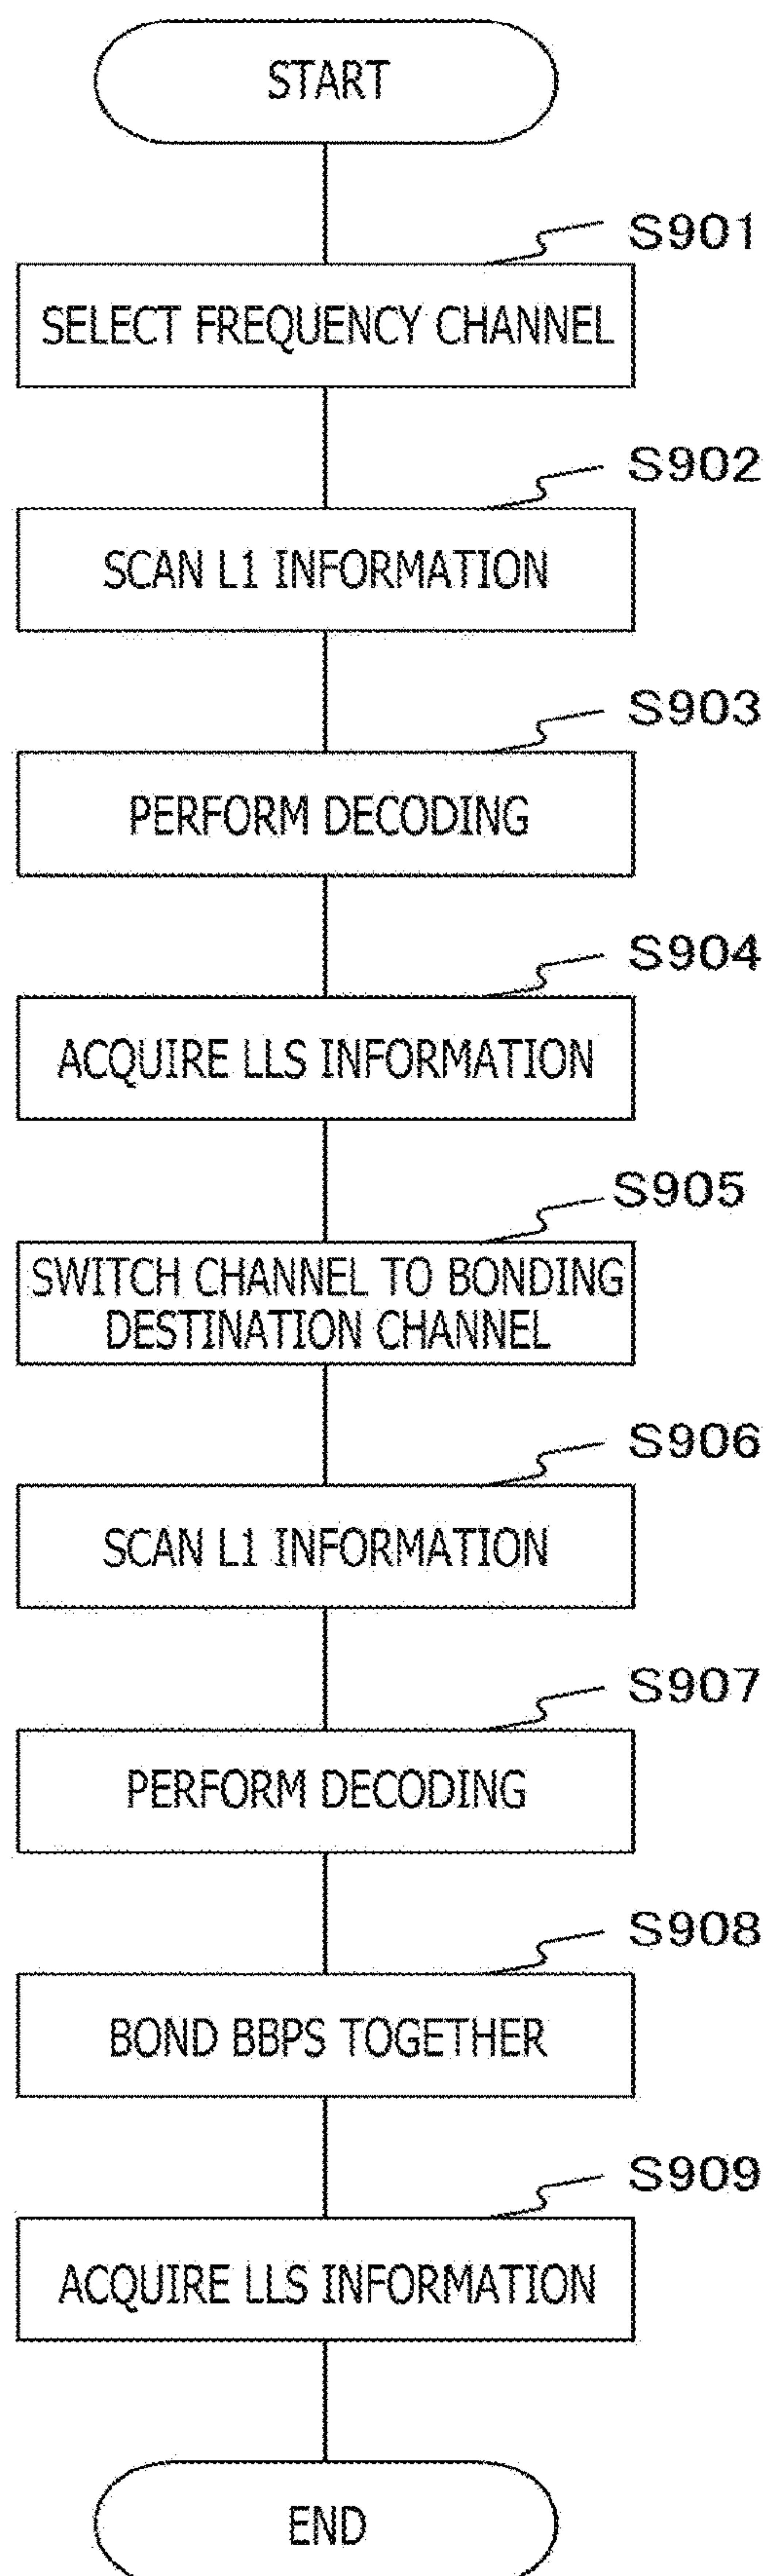 START
S901
SELECT FREQUENCY CHANNEL
S902
SCAN L1 INFORMATION
S903
PERFORM DECODING
S904
ACQUIRE LLS INFORMATION
S905
SWITCH CHANNEL TO BONDING
DESTINATION CHANNEL
S906
SCAN L1 INFORMATION
S907
PERFORM DECODING
S908
BOND BBPS TOGETHER
S909
ACQUIRE LLS INFORMATION
END